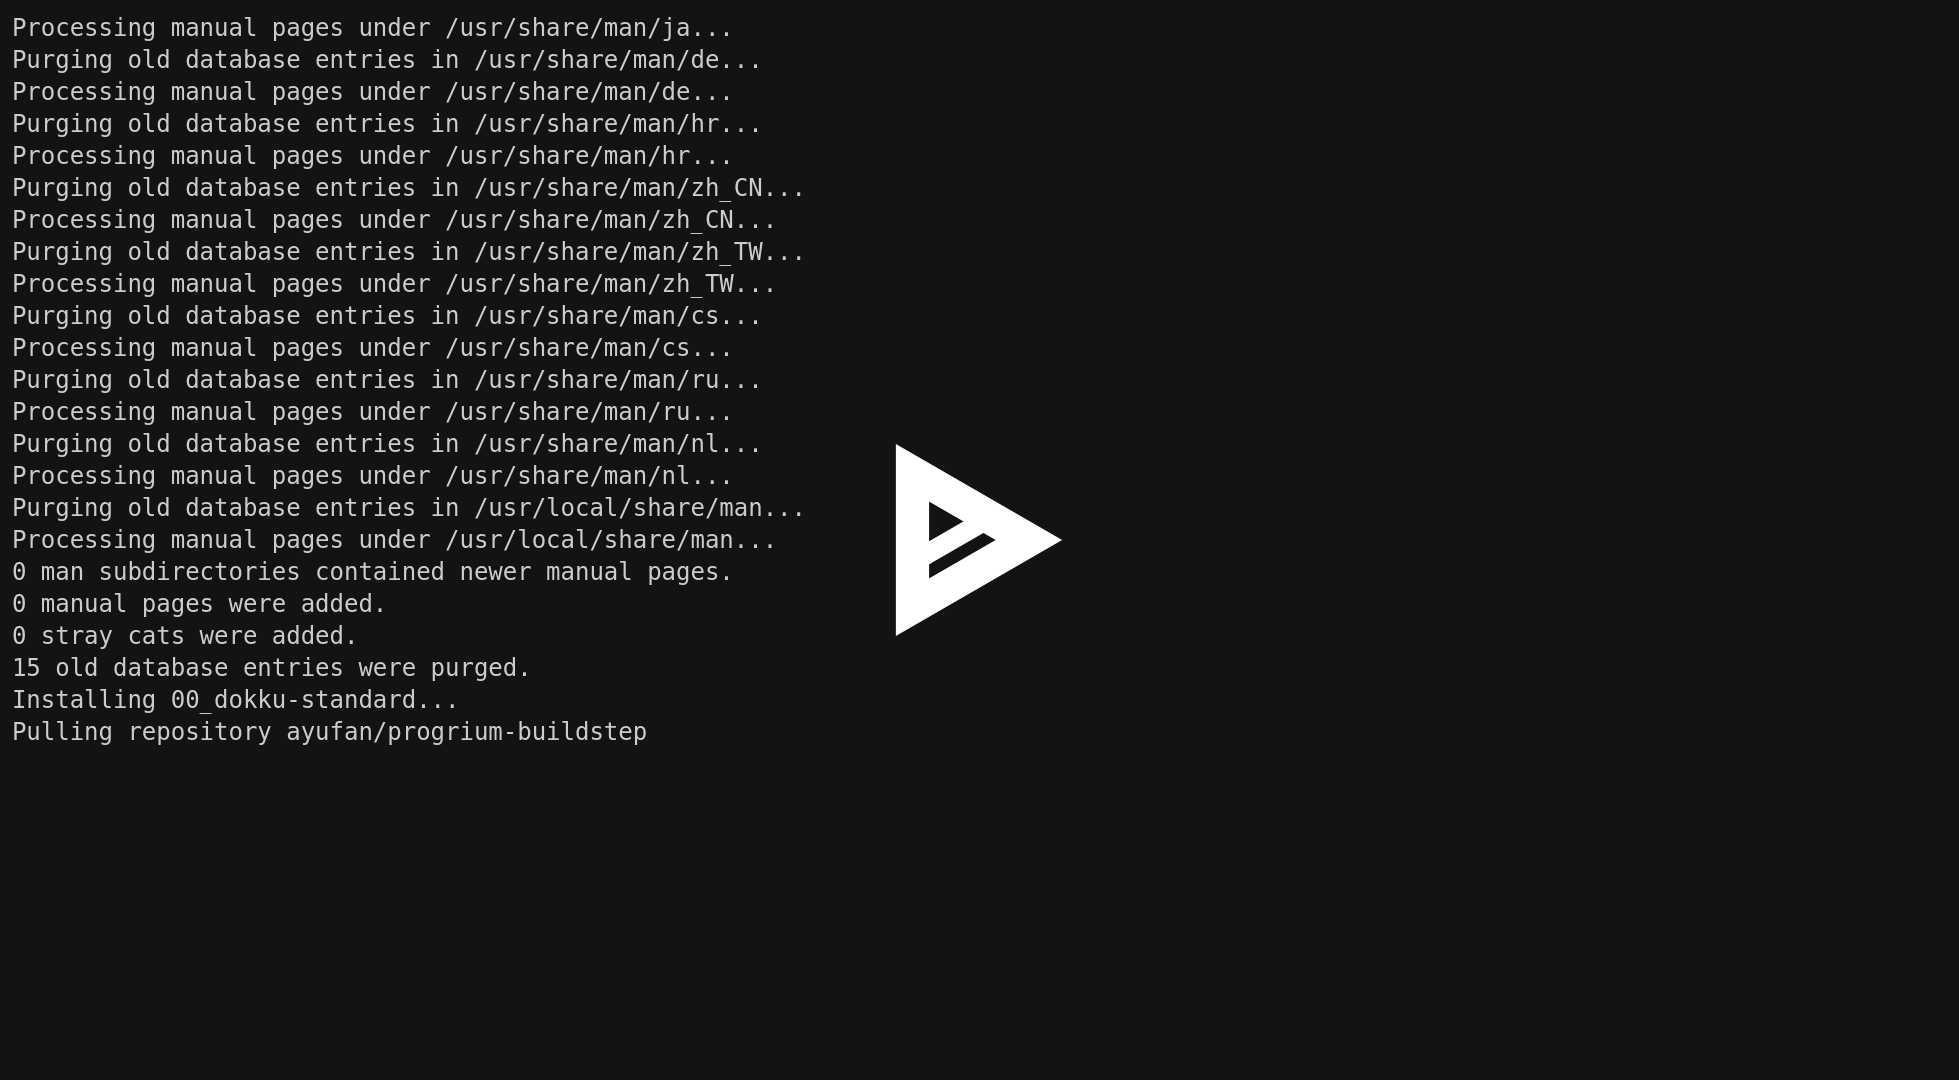 Processing manual pages under /usr/share/man/ja...
Purging old database entries in /usr/share/man/de...
Processing manual pages under /usr/share/man/de...
Purging old database entries in /usr/share/man/hr...
Processing manual pages under /usr/share/man/hr...
Purging old database entries in /usr/share/man/zh_CN...
Processing manual pages under /usr/share/man/zh_CN...
Purging old database entries in /usr/share/man/zh_TW...
Processing manual pages under /usr/share/man/zh_TW...
Purging old database entries in /usr/share/man/cs...
Processing manual pages under /usr/share/man/cs...
Purging old database entries in /usr/share/man/ru...
Processing manual pages under /usr/share/man/ru...
Purging old database entries in /usr/share/man/nl...
Processing manual pages under /usr/share/man/nl...
Purging old database entries in /usr/local/share/man...
Processing manual pages under /usr/local/share/man...
0 man subdirectories contained newer manual pages.
0 manual pages were added.
0 stray cats were added.
15 old database entries were purged.
Installing 00_dokku-standard...
Pulling repository ayufan/progrium-buildstep